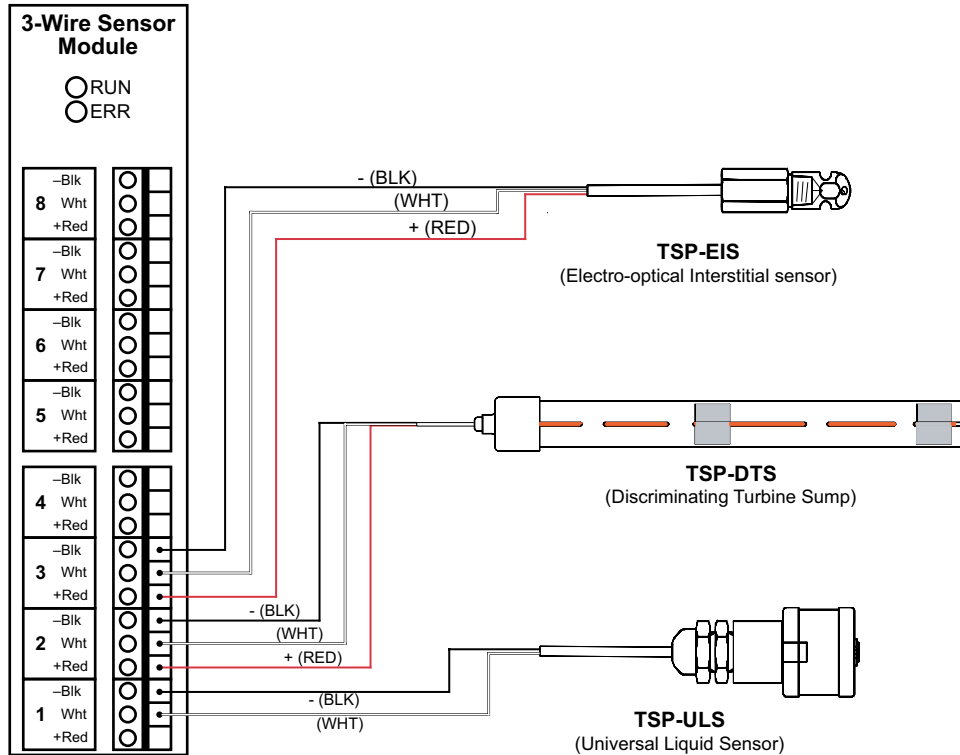 3-Wire Sensor
Module
RUN
ERR
–Blk
8 Wht
+Red
–Blk
7 Wht
+Red
–Blk
6 Wht
+Red
–Blk
5 Wht
+Red
–Blk
4 Wht
+Red
–Blk
3 Wht
+Red
–Blk
2 Wht
+Red
–Blk
1 Wht
+Red
- (BLK)
(WHT)
+ (RED)
TSP-EIS
(Electro-optical Interstitial sensor)
- (BLK)
(WHT)
+ (RED)
TSP-DTS
(Discriminating Turbine Sump)
- (BLK)
(WHT)
TSP-ULS
(Universal Liquid Sensor)